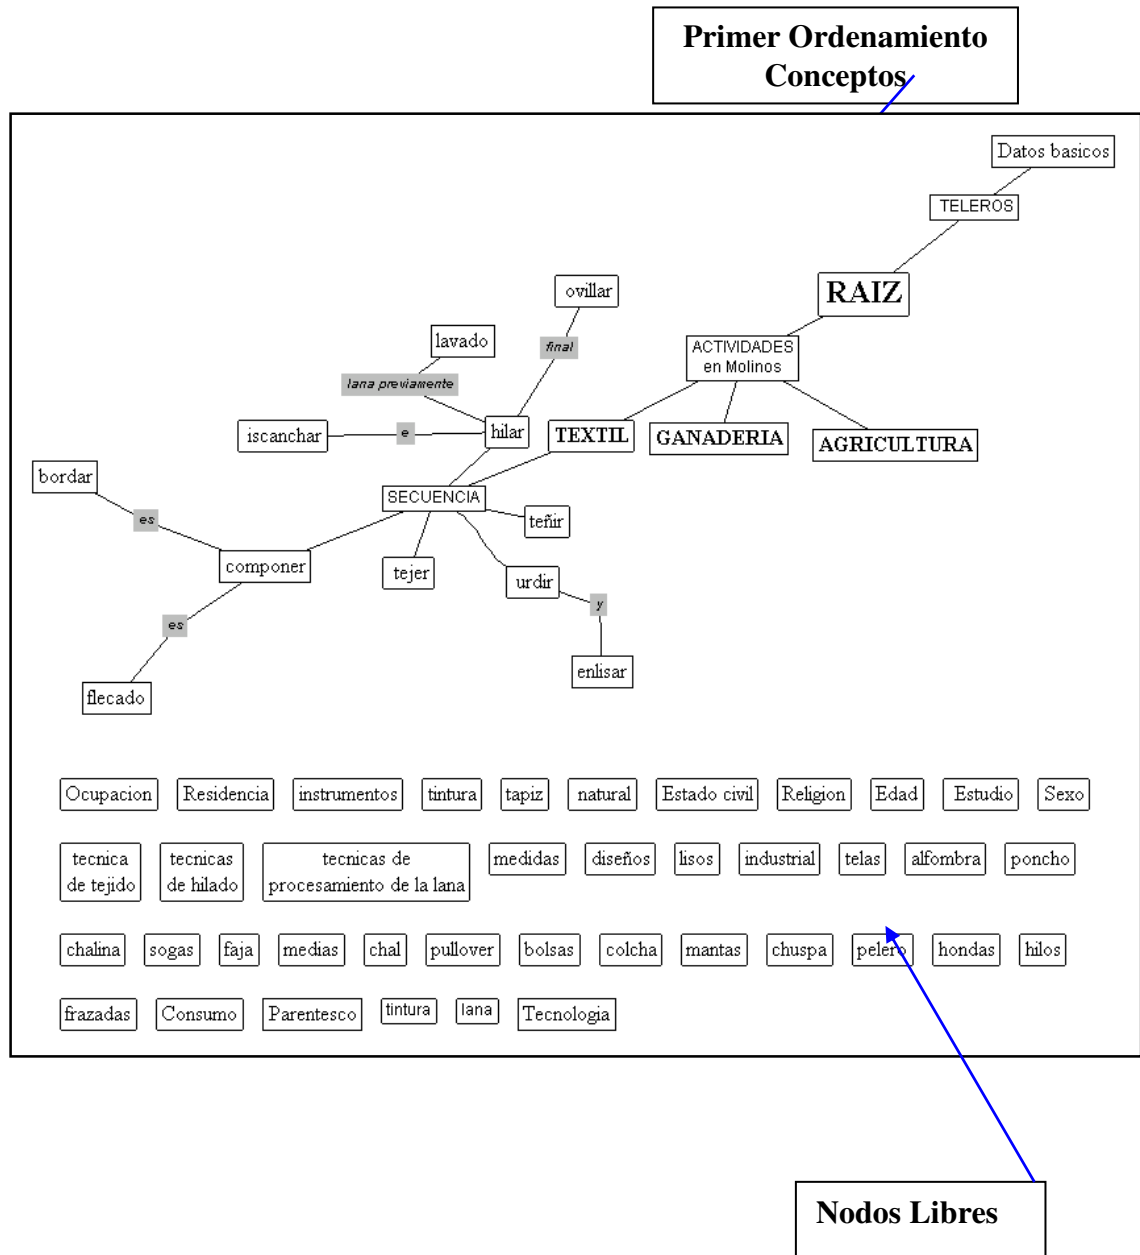 Primer Ordenamiento
Conceptos
Datos basicos
TELEROS
RAIZ
ovillar
lavado
final
ACTIVIDADES
en Molinos
lana previamente
iscanchar
e
hilar
TEXTIL
GANADERIA
AGRICULTURA
bordar
SECUENCIA
es
teñir
componer
tejer
urdir
y
es
enlisar
flecado
Ocupacion Residencia instrumentos tintura tapiz natural Estado civil Religion Edad Estudio Sexo
tecnica
de tejido
tecnicas
de hilado
tecnicas de
procesamiento de la lana
medidas diseños lisos industrial telas alfombra poncho
chalina sogas faja medias chal pullover bolsas colcha mantas chuspa pelero hondas hilos
frazadas Consumo Parentesco tintura lana Tecnologia
Nodos Libres